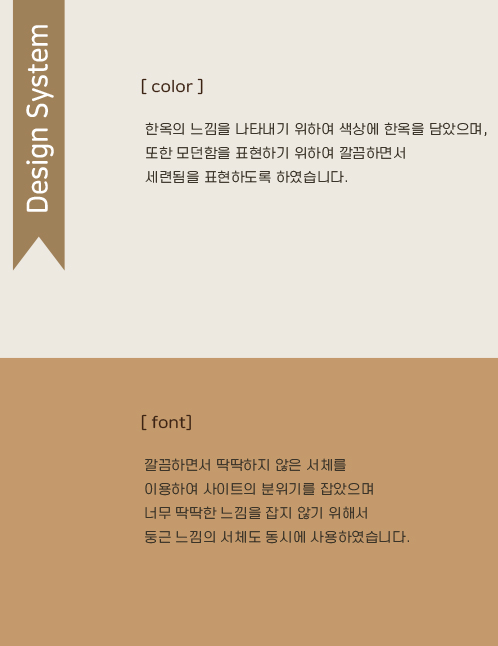 Design System
[ color ]
한옥의 느낌을 나타내기 위하여 색상에 한옥을 담았으며,
또한 모던함을 표현하기 위하여 깔끔하면서
세련됨을 표현하도록 하였습니다.
[ font]
깔끔하면서 딱딱하지 않은 서체를
이용하여 사이트의 분위기를 잡았으며
너무 딱딱한 느낌을 잡지 않기 위해서
둥근 느낌의 서체도 동시에 사용하였습니다.